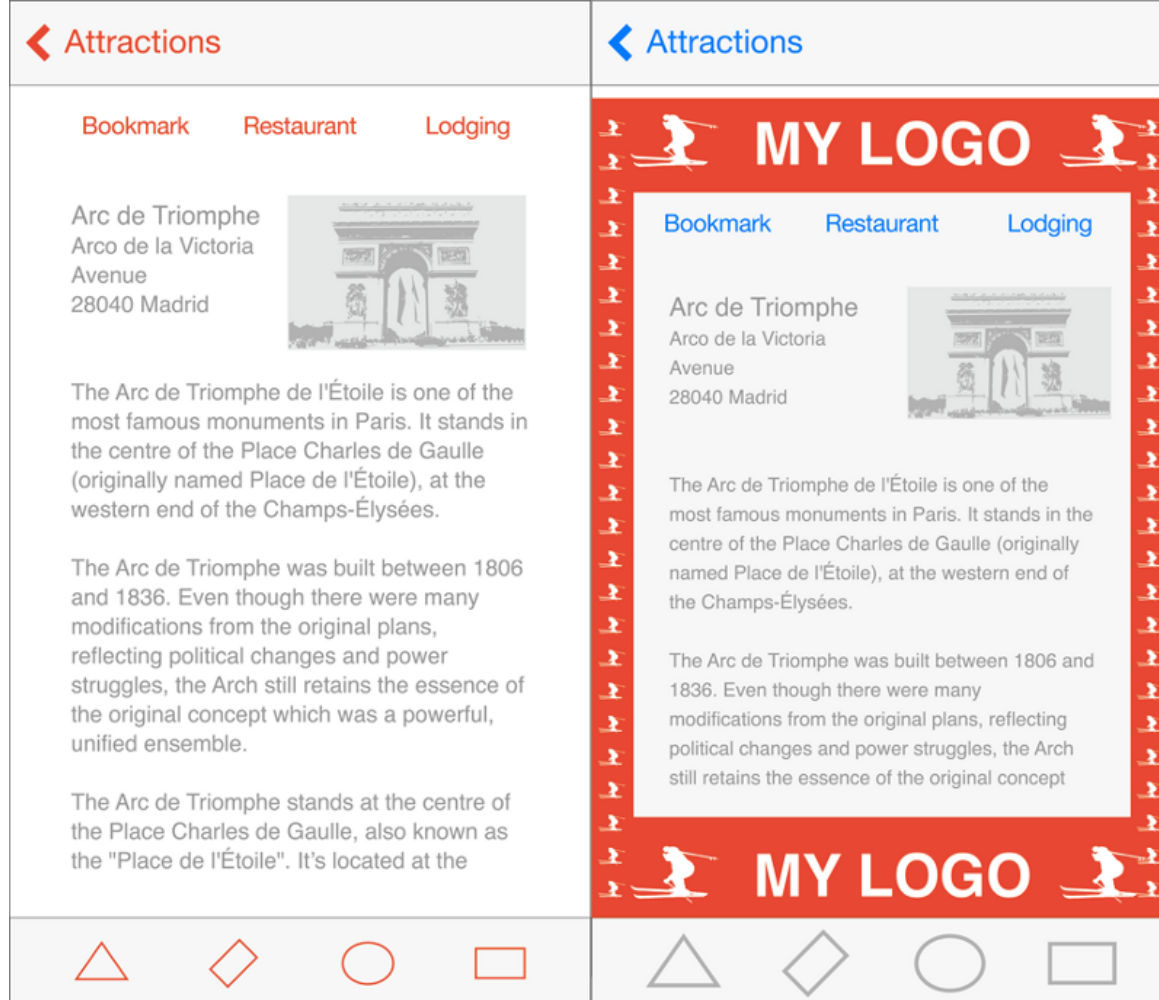 Attractions
Bookmark Restaurant Lodging
Arc de Triomphe
Arco de la Victoria
Avenue
28040 Madrid
The Arc de Triomphe de l'Étoile is one of the
most famous monuments in Paris. It stands in
the centre of the Place Charles de Gaulle
(originally named Place de l'Étoile), at the
western end of the Champs-Élysées.
The Arc de Triomphe was built between 1806
and 1836. Even though there were many
modifications from the original plans,
reflecting political changes and power
struggles, the Arch still retains the essence of
the original concept which was a powerful,
unified ensemble.
The Arc de Triomphe stands at the centre of
the Place Charles de Gaulle, also known as
the "Place de l'Étoile". It's located at the
Attractions
MY LOGO
Bookmark Restaurant Lodging
Arc de Triomphe
Arco de la Victoria
Avenue
28040 Madrid
The Arc de Triomphe de l'Étoile is one of the
most famous monuments in Paris. It stands in the
centre of the Place Charles de Gaulle (originally
named Place de l'Étoile), at the western end of
the Champs-Élysées.
The Arc de Triomphe was built between 1806 and
1836. Even though there were many
modifications from the original plans, reflecting
political changes and power struggles, the Arch
still retains the essence of the original concept
MY LOGO